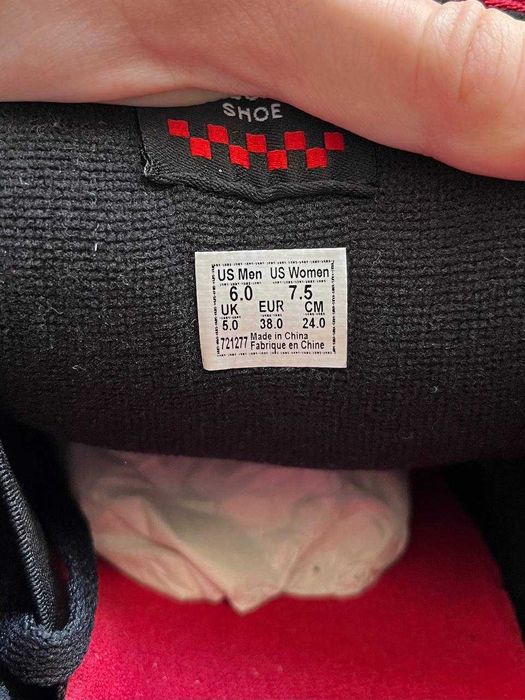 SHOE
US Men US Women
6.0 7.5
UK EUR CM
5.0 38.0 24.0
721277 Made in China
Fabrique en Chine